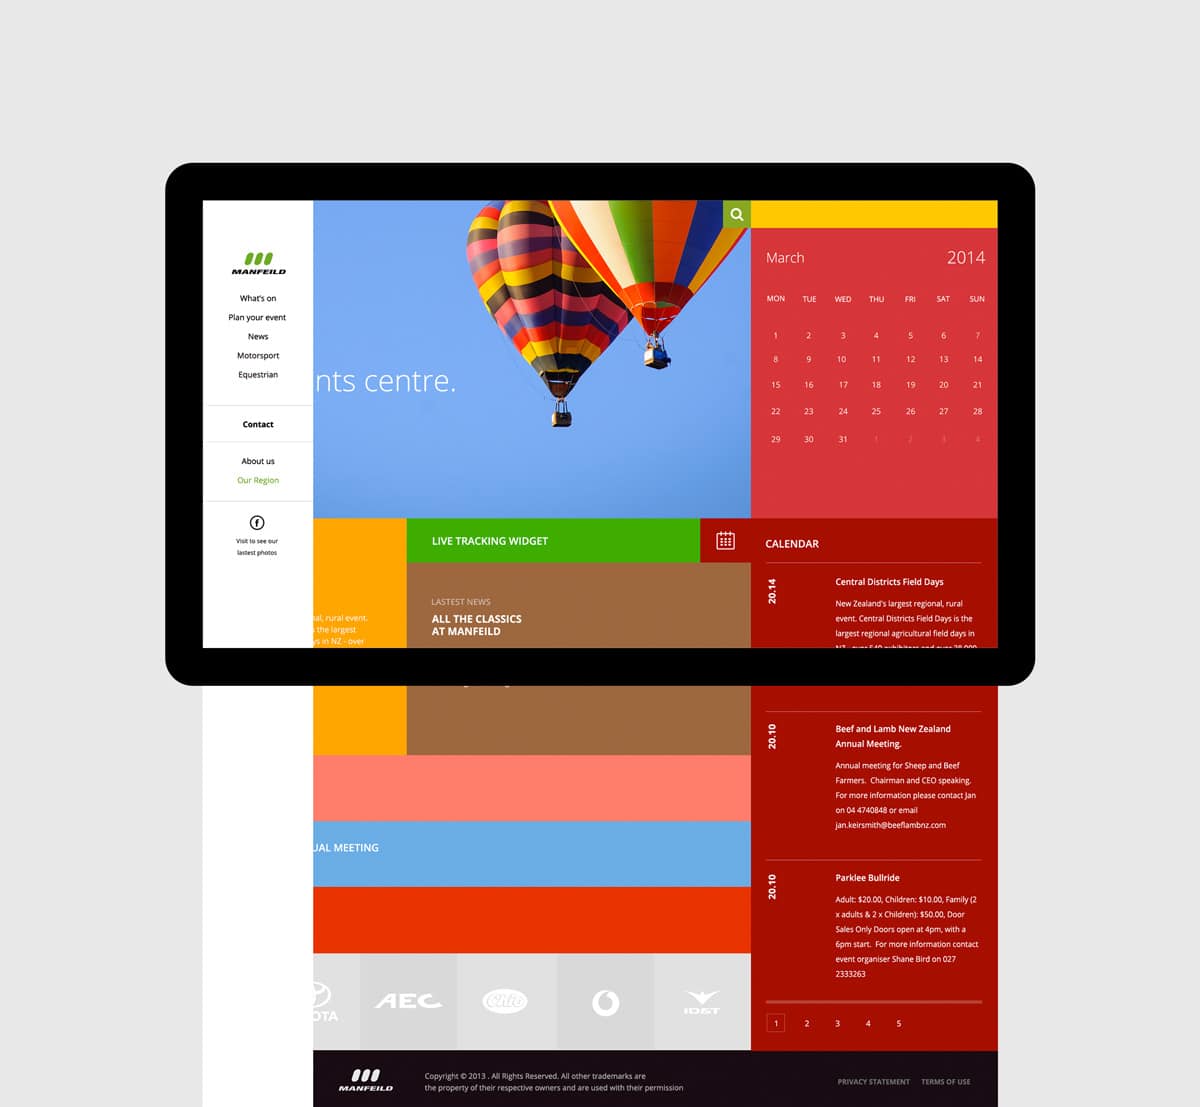 MANFEILD
What's on
Plan your event
News
Motorsport
Equestrian
Contact
About us
Our Region
Visit to see our
lastest photos
nts centre.
March 2014
MON TUE WED THU FRI SAT SUN
1 2 3 4 5 6 7
8 9 10 11 12 13 14
15 16 17 18 19 20 21
22 23 24 25 26 27 28
29 30 31 1 2 3 4
LIVE TRACKING WIDGET
al, rural event.
the largest
ys in NZ - over
LASTEST NEWS
ALL THE CLASSICS
AT MANFEILD
UAL MEETING
CALENDAR
20.14
Central Districts Field Days
New Zealand's largest regional, rural
event. Central Districts Field Days is the
largest regional agricultural field days in
NZ - over 540 exhibitors and over 28,000
20.10
Beef and Lamb New Zealand
Annual Meeting.
Annual meeting for Sheep and Beef
Farmers. Chairman and CEO speaking.
For more information please contact Jan
on 04 4740848 or email
jan.keirsmith@beeflambnz.com
20.10
Parklee Bullride
Adult: $20.00, Children: $10.00, Family (2
x adults & 2 x Children): $50.00, Door
Sales Only Doors open at 4pm, with a
6pm start. For more information contact
event organiser Shane Bird on 027
2333263
1 2 3 4 5
OTA
AEC
Ohio
ID&T
MANFEILD
Copyright © 2013 . All Rights Reserved. All other trademarks are
the property of their respective owners and are used with their permission
PRIVACY STATEMENT TERMS OF USE